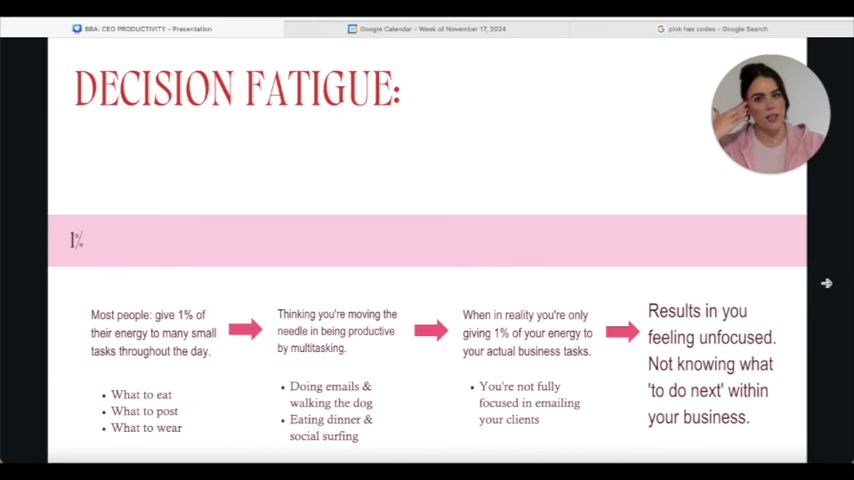 BBA: CEO PRODUCTIVITY - Presentation
Google Calendar - Week of November 17, 2024
pink hex codes - Google Search
DECISION FATIGUE:
1%
Most people: give 1% of
their energy to many small
tasks throughout the day.
• What to eat
• What to post
• What to wear
Thinking you're moving the
needle in being productive
by multitasking.
• Doing emails &
walking the dog
• Eating dinner &
social surfing
When in reality you're only
giving 1% of your energy to
your actual business tasks.
• You're not fully
focused in emailing
your clients
Results in you
feeling unfocused.
Not knowing what
'to do next' within
your business.